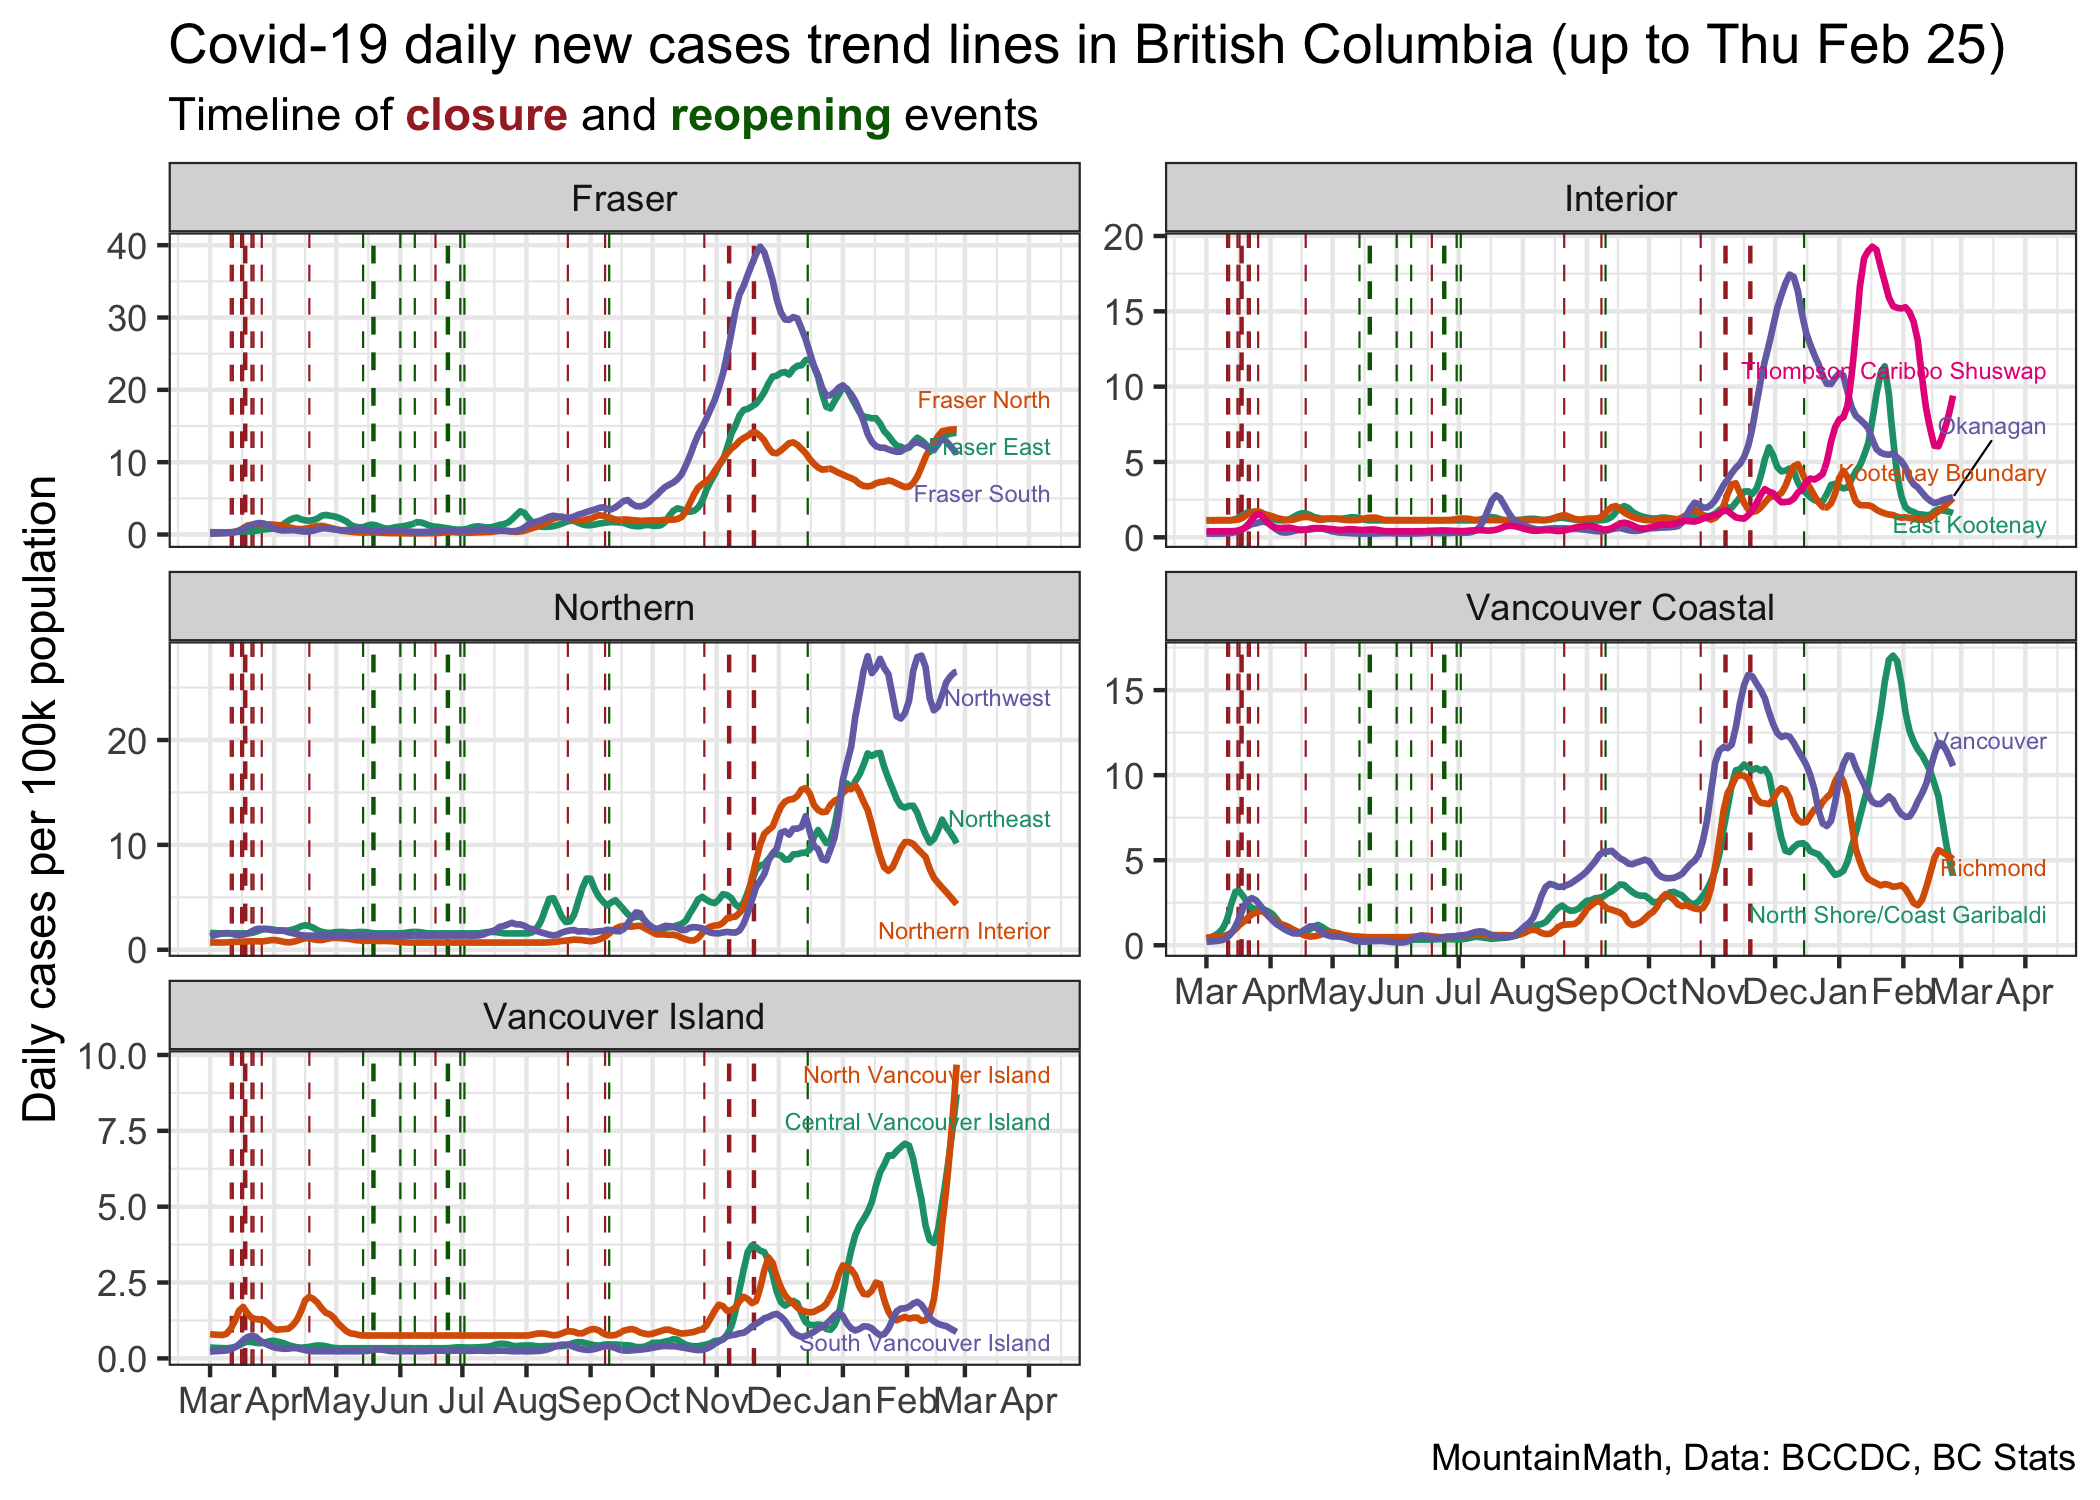 Covid-19 daily new cases trend lines in British Columbia (up to Thu Feb 25)
Timeline of closure and reopening events
Daily cases per 100k population
Fraser
40
30
20
10
0
Fraser North
Fraser East
Fraser South
Interior
20
15
10
5
0
Thompson Cariboo Shuswap
Okanagan
Kootenay Boundary
East Kootenay
Northern
20
10
0
Northwest
Northeast
Northern Interior
Vancouver Coastal
15
10
5
0
Vancouver
Richmond
North Shore/Coast Garibaldi
Mar Apr May Jun Jul Aug Sep Oct Nov Dec Jan Feb Mar Apr
Vancouver Island
10.0
7.5
5.0
2.5
0.0
North Vancouver Island
Central Vancouver Island
South Vancouver Island
Mar Apr May Jun Jul Aug Sep Oct Nov Dec Jan Feb Mar Apr
MountainMath, Data: BCCDC, BC Stats